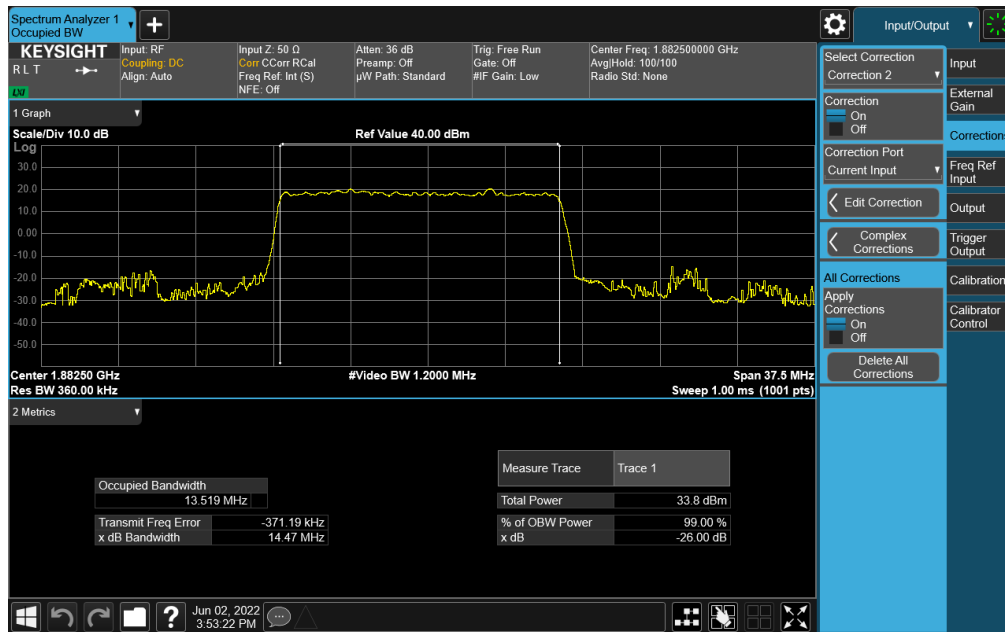 Spectrum Analyzer 1
Occupied BW
Input/Output
KEYSIGHT
R L T
LXI
Input: RF
Coupling: DC
Align: Auto
Input Z: 50 Ω
Corr CCorr RCal
Freq Ref: Int (S)
NFE: Off
Atten: 36 dB
Preamp: Off
µW Path: Standard
Trig: Free Run
Gate: Off
#IF Gain: Low
Center Freq: 1.882500000 GHz
Avg|Hold: 100/100
Radio Std: None
1 Graph
Scale/Div 10.0 dB
Ref Value 40.00 dBm
Log
30.0
20.0
10.0
0.00
-10.0
-20.0
-30.0
-40.0
-50.0
Center 1.88250 GHz
#Video BW 1.2000 MHz
Span 37.5 MHz
Res BW 360.00 kHz
Sweep 1.00 ms (1001 pts)
2 Metrics
Measure Trace
Trace 1
Occupied Bandwidth
13.519 MHz
Total Power
33.8 dBm
Transmit Freq Error
-371.19 kHz
% of OBW Power
99.00 %
x dB Bandwidth
14.47 MHz
x dB
-26.00 dB
Select Correction
Correction 2
Correction
On
Off
Correction Port
Current Input
Edit Correction
Complex
Corrections
All Corrections
Apply
Corrections
On
Off
Delete All
Corrections
Input
External
Gain
Corrections
Freq Ref
Input
Output
Trigger
Output
Calibration
Calibrator
Control
?
Jun 02, 2022
3:53:22 PM